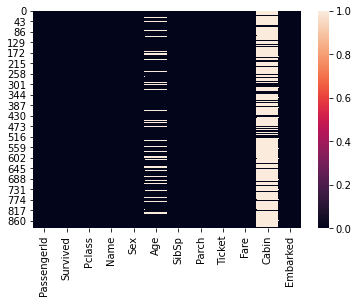 0
43
86
129
172
215
258
301
344
387
430
473
516
559
602
645
688
731
774
817
860
1.0
0.8
0.6
0.4
0.2
0.0
PassengerId
Survived
Pclass
Name
Sex
Age
SibSp
Parch
Ticket
Fare
Cabin
Embarked